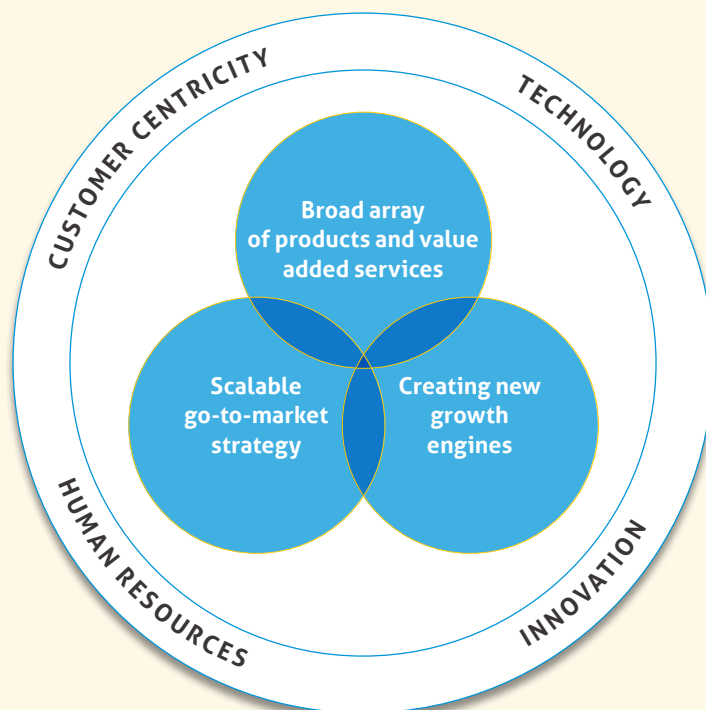 CUSTOMER CENTRICITY
TECHNOLOGY
Broad array
of products and value
added services
Scalable
go-to-market
strategy
Creating new
growth
engines
HUMAN RESOURCES
INNOVATION